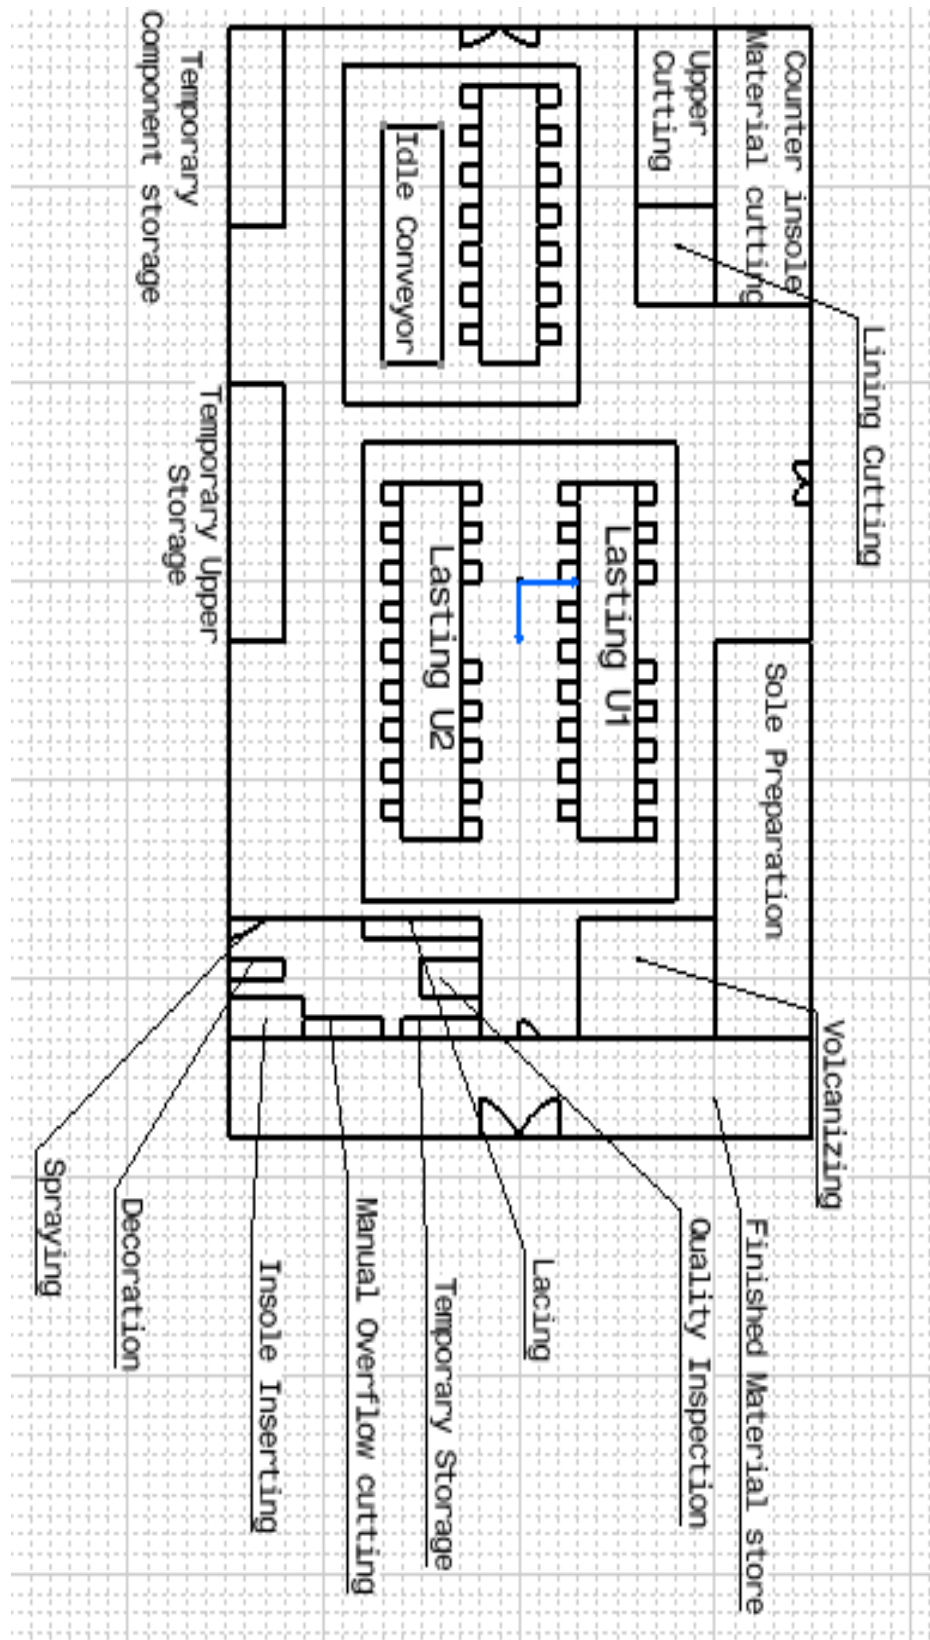 Counter insole
Material cutting
Upper
Cutting
Lining Cutting
Idle Conveyor
Temporary
Component storage
Temporary Upper
Storage
Lasting U1
Lasting U2
Sole Preparation
Volcanizing
Finished Material store
Quality Inspection
Lacing
Temporary Storage
Manual Overflow cutting
Insole Inserting
Decoration
Spraying